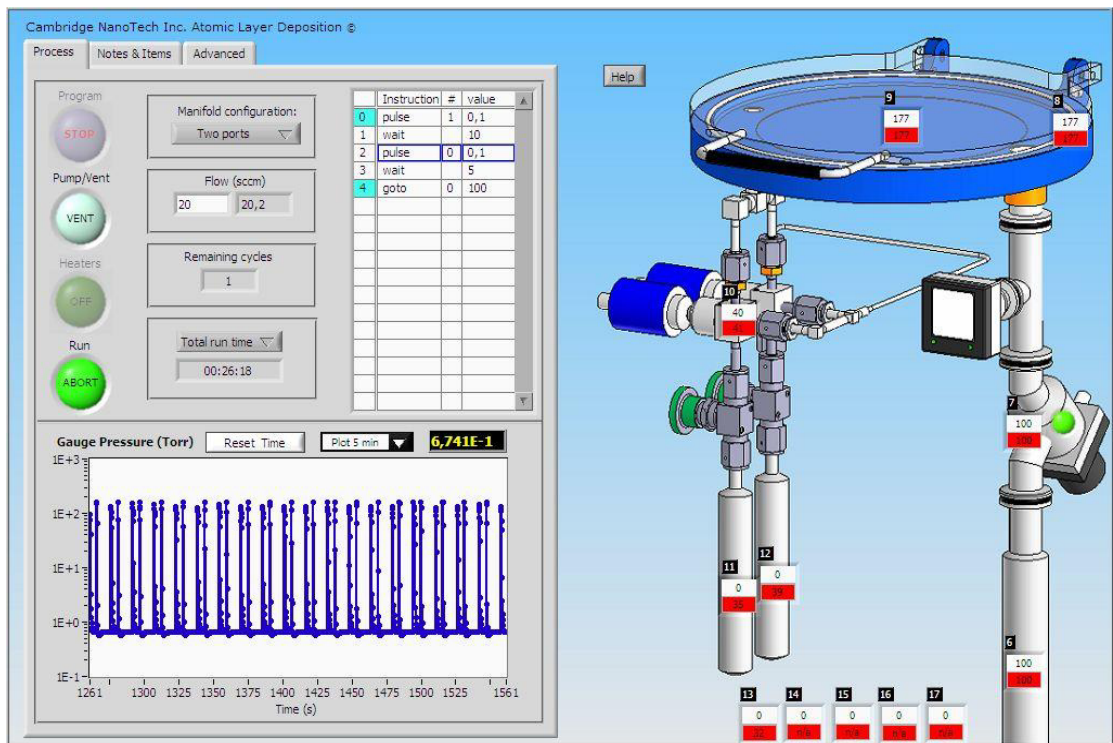 Cambridge NanoTech Inc. Atomic Layer Deposition ©
Process Notes & Items Advanced
Help
Program
STOP
Pump/Vent
VENT
Heaters
OFF
Run
ABORT
Manifold configuration:
Two ports
Flow (sccm)
20 20,2
Remaining cycles
1
Total run time
00:26:18
Instruction # value
0 pulse 1 0,1
1 wait 10
2 pulse 0 0,1
3 wait 5
4 goto 0 100
Gauge Pressure (Torr) Reset Time Plot 5 min 6,741E-1
1E+3
1E+2
1E+1
1E+0
1E-1
1261 1300 1325 1350 1375 1400 1425 1450 1475 1500 1525 1561
Time (s)
9
177
177
8
177
177
10
40
41
7
100
100
11
0
35
12
0
39
6
100
100
13 14 15 16 17
0 0 0 0 0
32 n/a n/a n/a n/a